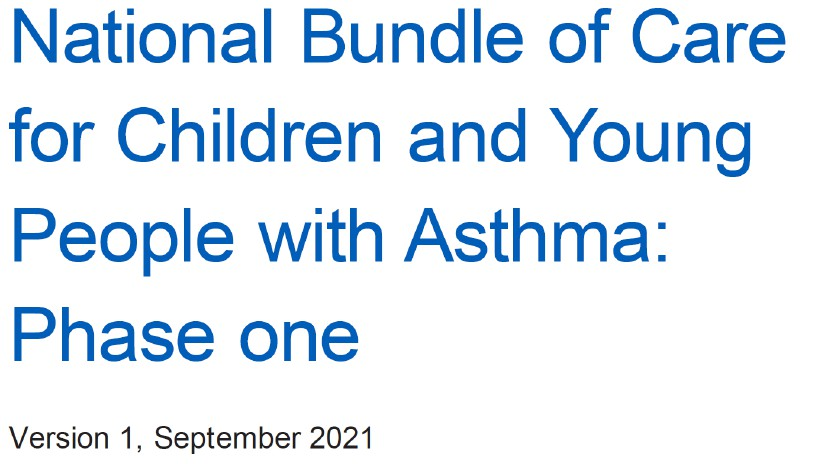 National Bundle of Care
for Children and Young
People with Asthma:
Phase one
Version 1, September 2021